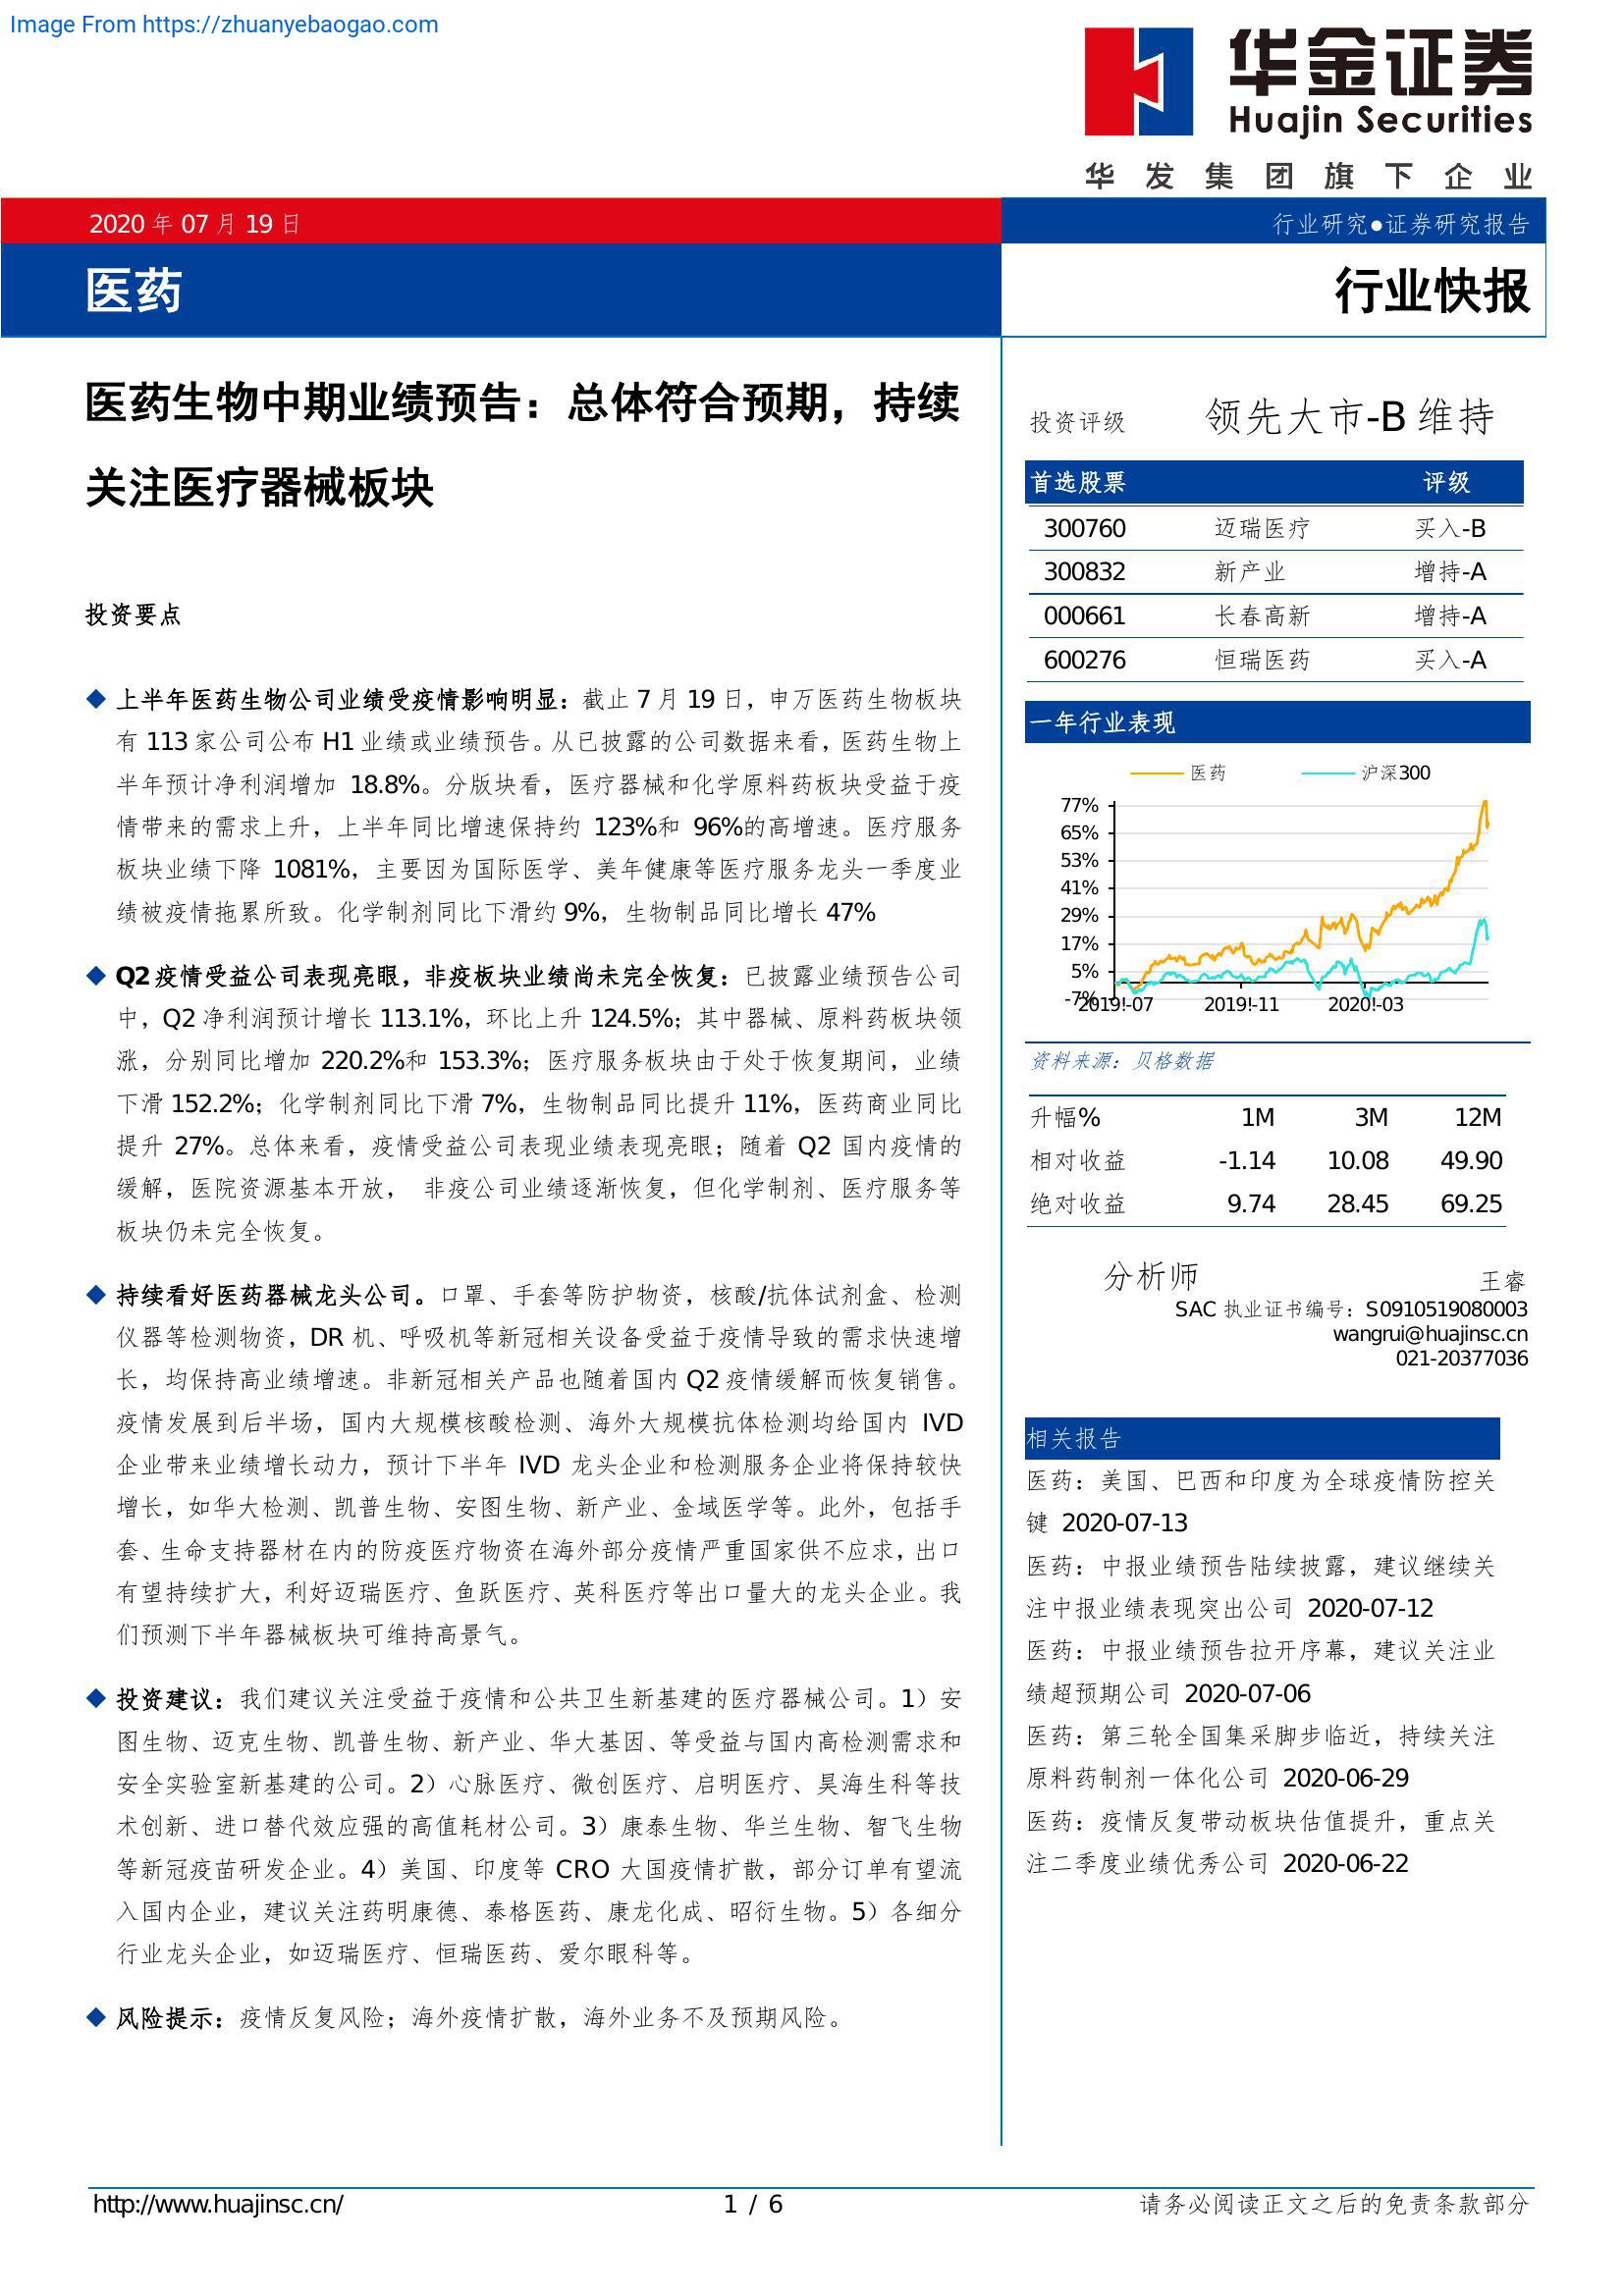 Image From https://zhuanyebaogao.com
华金证券
Huajin Securities
华发集团旗下企业
2020 年 07 月 19 日
行业研究●证券研究报告
医药
行业快报
医药生物中期业绩预告：总体符合预期，持续
关注医疗器械板块
投资要点
◆ 上半年医药生物公司业绩受疫情影响明显：截止 7 月 19 日，申万医药生物板块
有 113 家公司公布 H1 业绩或业绩预告。从已披露的公司数据来看，医药生物上
半年预计净利润增加 18.8%。分版块看，医疗器械和化学原料药板块受益于疫
情带来的需求上升，上半年同比增速保持约 123%和 96%的高增速。医疗服务
板块业绩下降 1081%，主要因为国际医学、美年健康等医疗服务龙头一季度业
绩被疫情拖累所致。化学制剂同比下滑约 9%，生物制品同比增长 47%
◆ Q2 疫情受益公司表现亮眼，非疫板块业绩尚未完全恢复：已披露业绩预告公司
中，Q2 净利润预计增长 113.1%，环比上升 124.5%；其中器械、原料药板块领
涨，分别同比增加 220.2%和 153.3%；医疗服务板块由于处于恢复期间，业绩
下滑 152.2%；化学制剂同比下滑 7%，生物制品同比提升 11%，医药商业同比
提升 27%。总体来看，疫情受益公司表现业绩表现亮眼；随着 Q2 国内疫情的
缓解，医院资源基本开放， 非疫公司业绩逐渐恢复，但化学制剂、医疗服务等
板块仍未完全恢复。
◆ 持续看好医药器械龙头公司。口罩、手套等防护物资，核酸/抗体试剂盒、检测
仪器等检测物资，DR 机、呼吸机等新冠相关设备受益于疫情导致的需求快速增
长，均保持高业绩增速。非新冠相关产品也随着国内 Q2 疫情缓解而恢复销售。
疫情发展到后半场，国内大规模核酸检测、海外大规模抗体检测均给国内 IVD
企业带来业绩增长动力，预计下半年 IVD 龙头企业和检测服务企业将保持较快
增长，如华大检测、凯普生物、安图生物、新产业、金域医学等。此外，包括手
套、生命支持器材在内的防疫医疗物资在海外部分疫情严重国家供不应求，出口
有望持续扩大，利好迈瑞医疗、鱼跃医疗、英科医疗等出口量大的龙头企业。我
们预测下半年器械板块可维持高景气。
◆ 投资建议：我们建议关注受益于疫情和公共卫生新基建的医疗器械公司。1）安
图生物、迈克生物、凯普生物、新产业、华大基因、等受益与国内高检测需求和
安全实验室新基建的公司。2）心脉医疗、微创医疗、启明医疗、昊海生科等技
术创新、进口替代效应强的高值耗材公司。3）康泰生物、华兰生物、智飞生物
等新冠疫苗研发企业。4）美国、印度等 CRO 大国疫情扩散，部分订单有望流
入国内企业，建议关注药明康德、泰格医药、康龙化成、昭衍生物。5）各细分
行业龙头企业，如迈瑞医疗、恒瑞医药、爱尔眼科等。
◆ 风险提示：疫情反复风险；海外疫情扩散，海外业务不及预期风险。
投资评级 领先大市-B 维持
首选股票 评级
300760 迈瑞医疗 买入-B
300832 新产业 增持-A
000661 长春高新 增持-A
600276 恒瑞医药 买入-A
一年行业表现
医药 沪深300
77%
65%
53%
41%
29%
17%
5%
-7%
2019!-07 2019!-11 2020!-03
资料来源：贝格数据
升幅% 1M 3M 12M
相对收益 -1.14 10.08 49.90
绝对收益 9.74 28.45 69.25
分析师 王睿
SAC 执业证书编号：S0910519080003
wangrui@huajinsc.cn
021-20377036
相关报告
医药：美国、巴西和印度为全球疫情防控关
键 2020-07-13
医药：中报业绩预告陆续披露，建议继续关
注中报业绩表现突出公司 2020-07-12
医药：中报业绩预告拉开序幕，建议关注业
绩超预期公司 2020-07-06
医药：第三轮全国集采脚步临近，持续关注
原料药制剂一体化公司 2020-06-29
医药：疫情反复带动板块估值提升，重点关
注二季度业绩优秀公司 2020-06-22
http://www.huajinsc.cn/
1 / 6
请务必阅读正文之后的免责条款部分